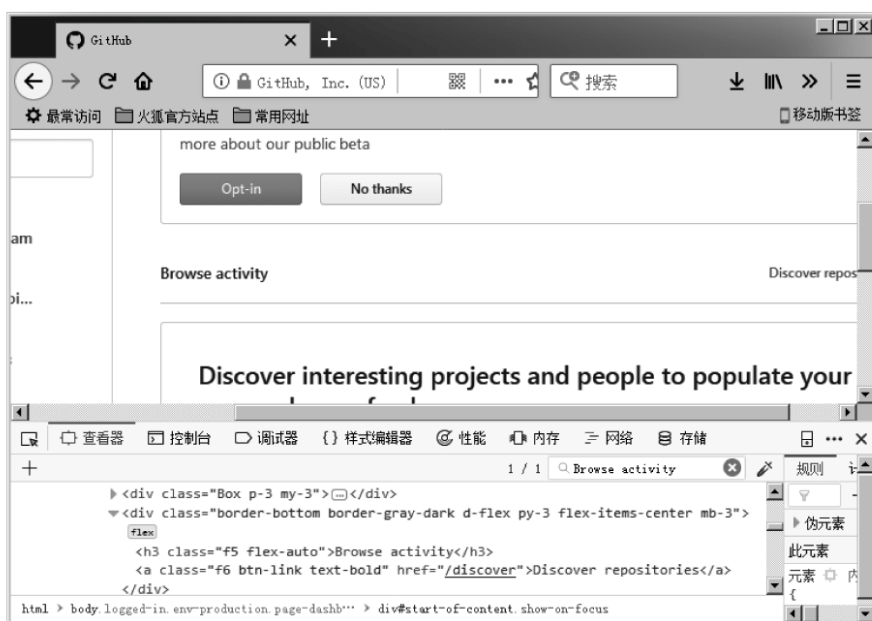 GitHub
GitHub, Inc. (US)
搜索
最常访问 火狐官方站点 常用网址 移动版书签
more about our public beta
Opt-in No thanks
am
Browse activity Discover repos
oi...
Discover interesting projects and people to populate your
查看器 控制台 调试器 {} 样式编辑器 性能 内存 网络 存储
1 / 1 Browse activity 规则
<div class="Box p-3 my-3">…</div>
<div class="border-bottom border-gray-dark d-flex py-3 flex-items-center mb-3"> 伪元素
flex
<h3 class="f5 flex-auto">Browse activity</h3> 此元素
<a class="f6 btn-link text-bold" href="/discover">Discover repositories</a> 元素 内
</div> {
html > body.logged-in.env-production.page-dashb… > div#start-of-content.show-on-focus